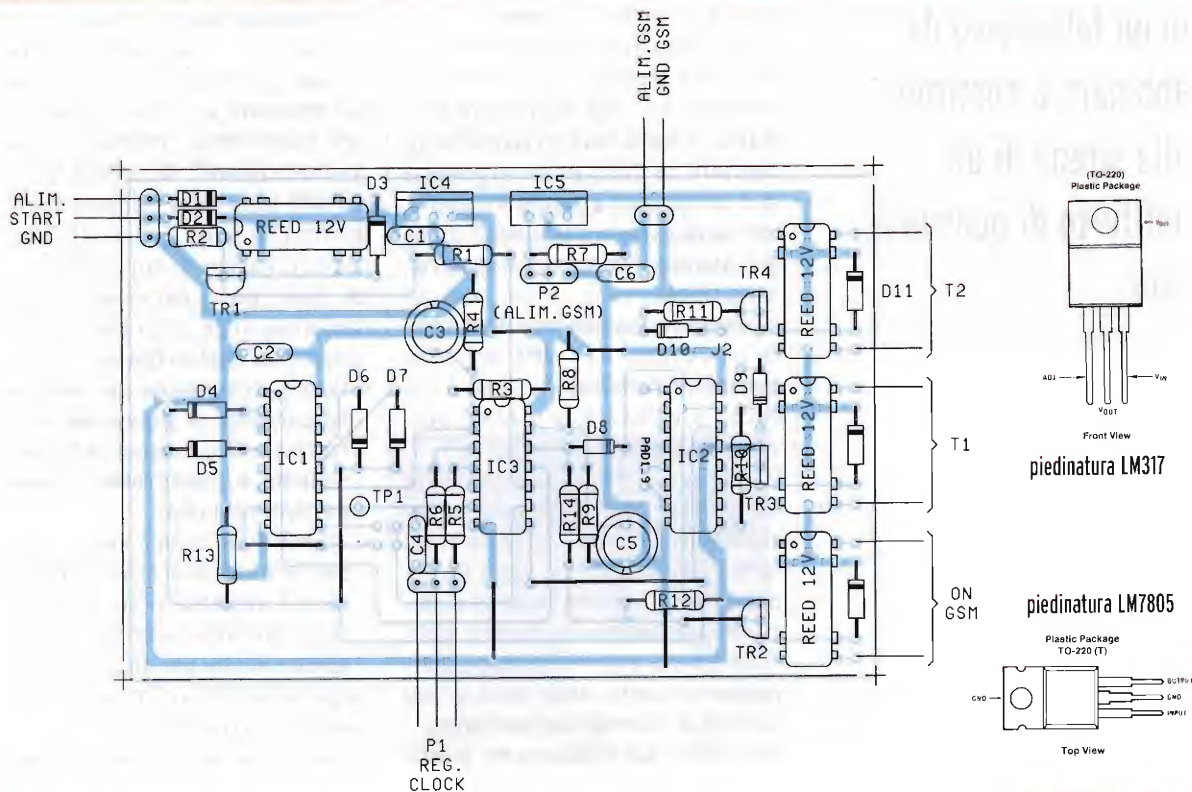 ALIM.GSM
GND GSM
ALIM.
START
GND
D1
D2
R2
REED 12V
D3
IC4
C1
R1
IC5
R7
P2
(ALIM.GSM)
C6
TR1
C3
R4
R11
D10
J2
TR4
REED 12V
D11
T2
C2
D4
D5
D6
D7
IC1
R3
IC3
R8
D8
PAD1.6
IC2
D9
R10
TR3
REED 12V
T1
TP1
R13
R6
R5
C4
R14
R9
C5
R12
TR2
REED 12V
ON
GSM
P1
REG.
CLOCK
(TO-220)
Plastic Package
ADJ
VOUT
VIN
Front View
piedinatura LM317
piedinatura LM7805
Plastic Package
TO-220 (T)
GND
OUTPUT
GND
INPUT
Top View